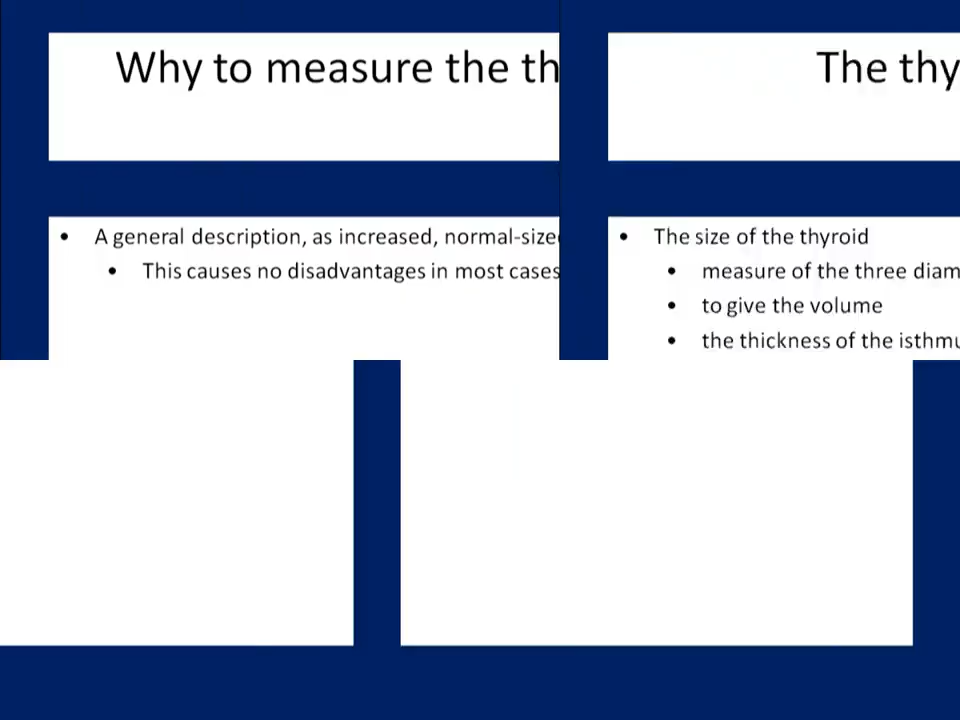 Why to measure the th
A general description, as increased, normal-size
This causes no disadvantages in most cases
The thy
The size of the thyroid
measure of the three diam
to give the volume
the thickness of the isthmu